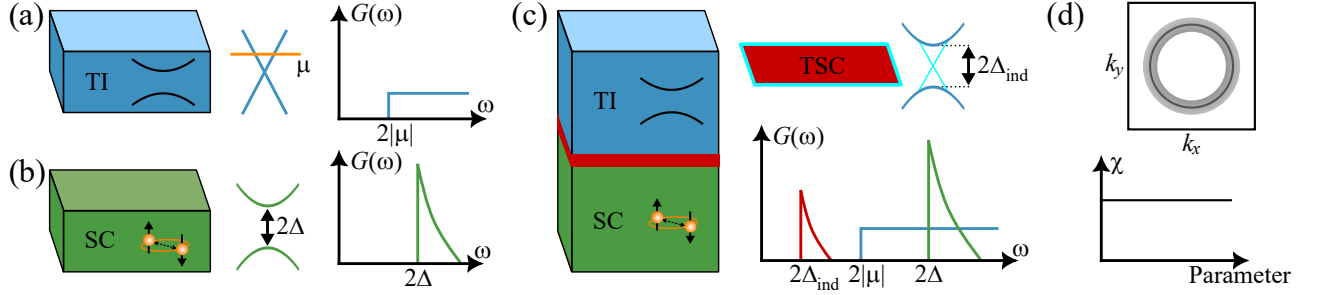 (a)
TI
μ
G(ω)
ω
2|μ|
(b)
SC
2Δ
G(ω)
ω
2Δ
(c)
TI
SC
TSC
2Δind
G(ω)
ω
2Δind
2|μ|
2Δ
(d)
ky
kx
χ
Parameter